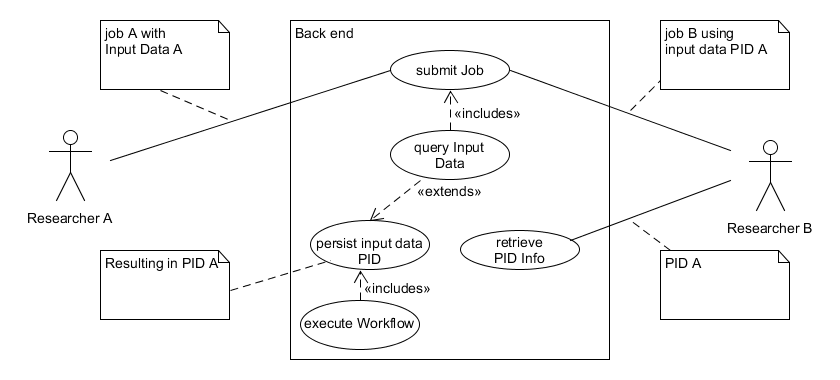 job A with
Input Data A
Back end
job B using
input data PID A
submit Job
«includes»
query Input
Data
«extends»
Researcher A
Researcher B
persist input data
PID
retrieve
PID Info
Resulting in PID A
PID A
«includes»
execute Workflow